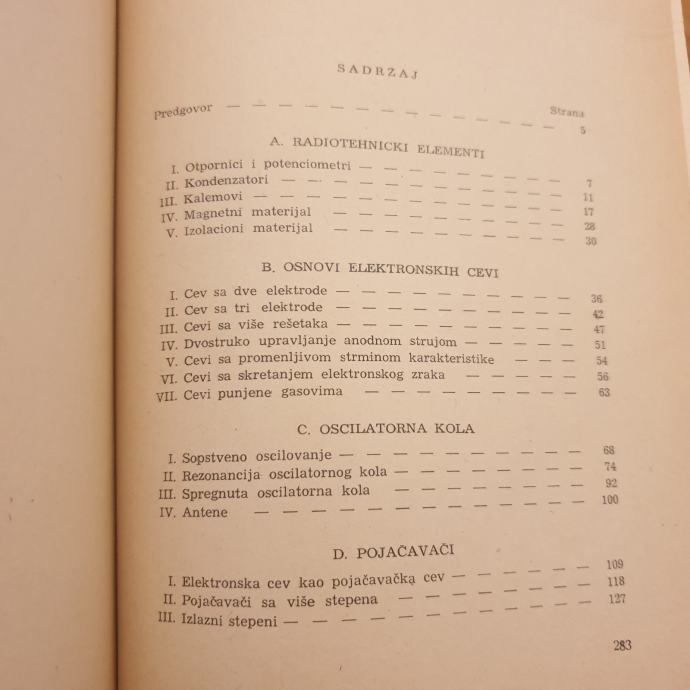 SADRŽAJ
Strana
Predgovor — — — — — — — — — — — — 5
A. RADIOTEHNICKI ELEMENTI
I. Otpornici i potenciometri — — — — — — — 7
II. Kondenzatori — — — — — — — — — — 11
III. Kalemovi — — — — — — — — — — — 17
IV. Magnetni materijal — — — — — — — — 28
V. Izolacioni materijal — — — — — — — — 30
B. OSNOVI ELEKTRONSKIH CEVI
I. Cev sa dve elektrode — — — — — — — — 36
II. Cev sa tri elektrode — — — — — — — — 42
III. Cevi sa više rešetaka — — — — — — — — 47
IV. Dvostruko upravljanje anodnom strujom — — — — 51
V. Cevi sa promenljivom strminom karakteristike — — — 54
VI. Cevi sa skretanjem elektronskog zraka — — — — 56
VII. Cevi punjene gasovima — — — — — — — 63
C. OSCILATORNA KOLA
I. Sopstveno oscilovanje — — — — — — — — 68
II. Rezonancija oscilatornog kola — — — — — — 74
III. Spregnuta oscilatorna kola — — — — — — 92
IV. Antene — — — — — — — — — — — 100
D. POJAČAVAČI
I. Elektronska cev kao pojačavačka cev — — — — — 109
II. Pojačavači sa više stepena — — — — — — 118
III. Izlazni stepeni — — — — — — — — — — 127
283